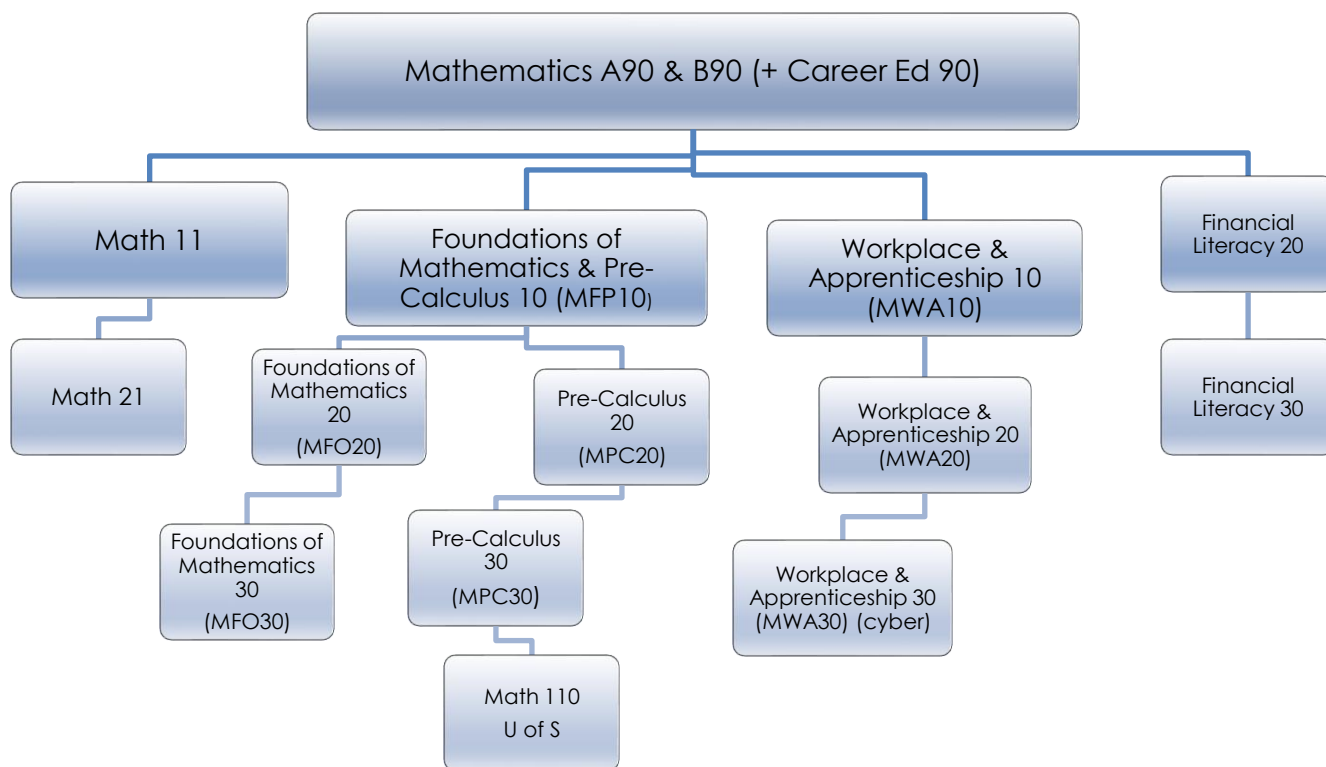 Mathematics A90 & B90 (+ Career Ed 90)
Math 11
Foundations of
Mathematics & Pre-
Calculus 10 (MFP10)
Workplace &
Apprenticeship 10
(MWA10)
Financial
Literacy 20
Math 21
Foundations of
Mathematics
20
(MFO20)
Pre-Calculus
20
(MPC20)
Workplace &
Apprenticeship 20
(MWA20)
Financial
Literacy 30
Foundations of
Mathematics
30
(MFO30)
Pre-Calculus
30
(MPC30)
Workplace &
Apprenticeship 30
(MWA30) (cyber)
Math 110
U of S